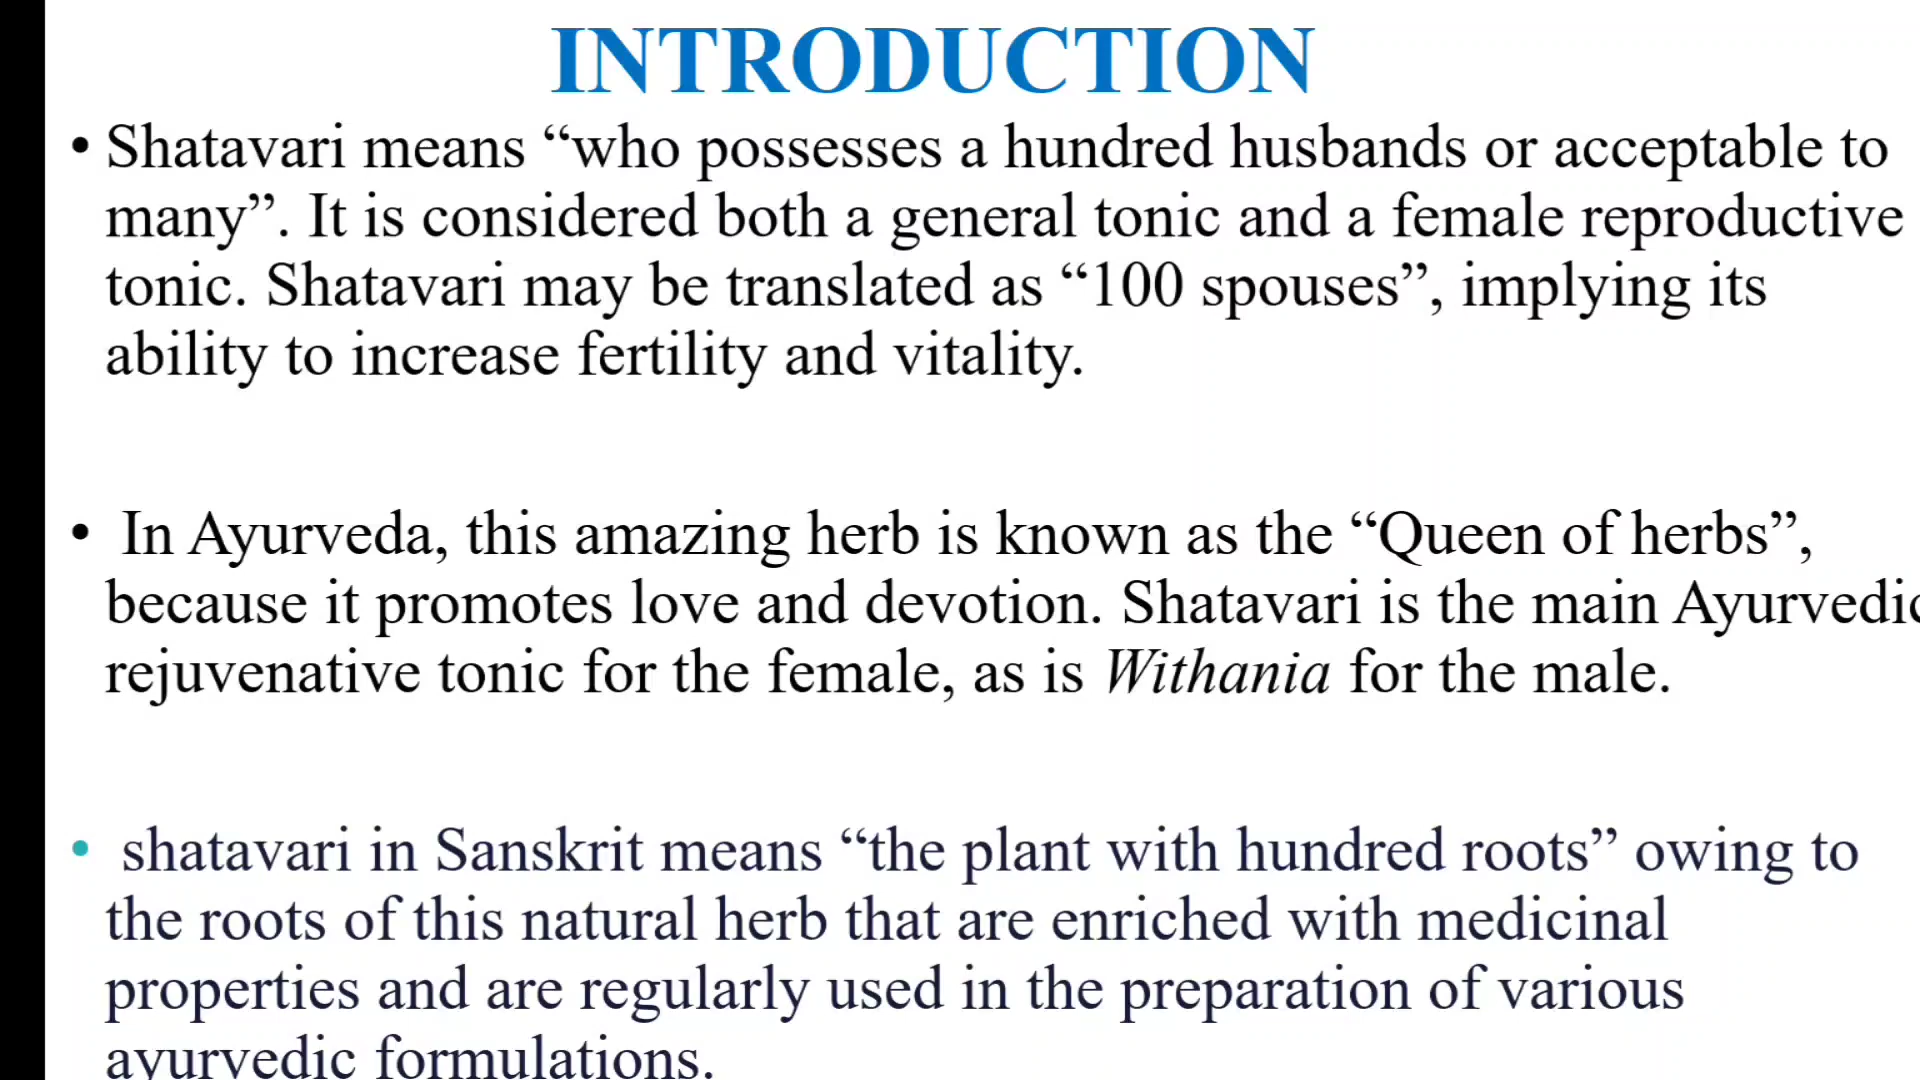 INTRODUCTION
• Shatavari means “who possesses a hundred husbands or acceptable to
many”. It is considered both a general tonic and a female reproductive
tonic. Shatavari may be translated as “100 spouses”, implying its
ability to increase fertility and vitality.
• In Ayurveda, this amazing herb is known as the “Queen of herbs”,
because it promotes love and devotion. Shatavari is the main Ayurvedic
rejuvenative tonic for the female, as is Withania for the male.
• shatavari in Sanskrit means “the plant with hundred roots” owing to
the roots of this natural herb that are enriched with medicinal
properties and are regularly used in the preparation of various
ayurvedic formulations.